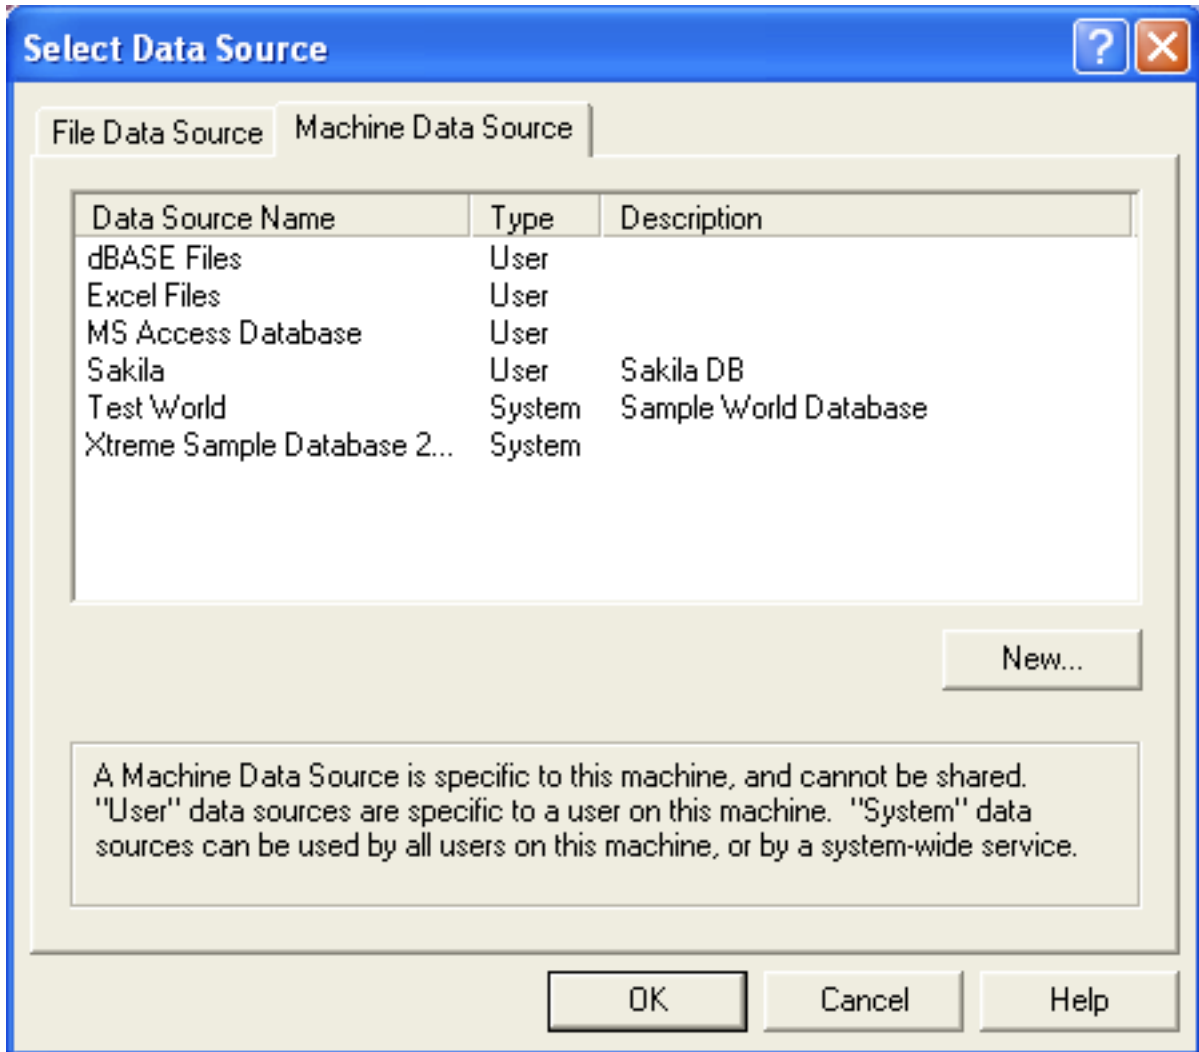 Select Data Source
File Data Source Machine Data Source
Data Source Name Type Description
dBASE Files User
Excel Files User
MS Access Database User
Sakila User Sakila DB
Test World System Sample World Database
Xtreme Sample Database 2... System
New...
A Machine Data Source is specific to this machine, and cannot be shared.
"User" data sources are specific to a user on this machine. "System" data
sources can be used by all users on this machine, or by a system-wide service.
OK Cancel Help